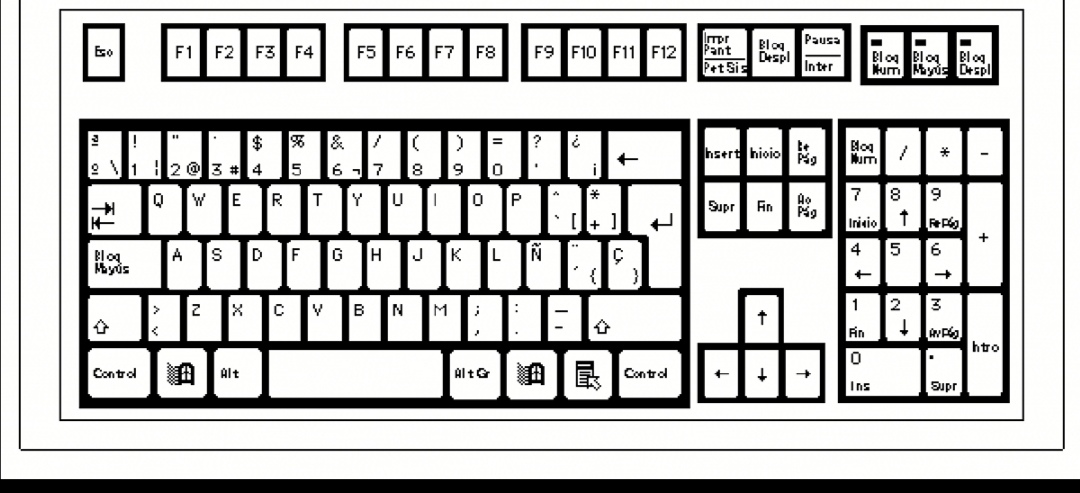 Esc F1 F2 F3 F4 F5 F6 F7 F8 F9 F10 F11 F12
Impr
Pant
PetSis
Bloq
Despl
Pausa
Inter
Bloq
Num
Bloq
Mayús
Bloq
Despl
ª ! " · $ % & / ( ) = ? ¿ ←
º \ 1 ¦ 2 @ 3 # 4 5 6 ¬ 7 8 9 0 ' ¡
Q W E R T Y U I O P ^ *
` [ + ]
Bloq
Mayús
A S D F G H J K L Ñ ¨ Ç
´ { }
> Z X C V B N M ; : —
< , . -
Control Alt Alt Gr Control
Insert Inicio Re
Pág
Supr Fin Av
Pág
↑
← ↓ →
Bloq
Num
/ * -
7 8 9
Inicio ↑ RePág
+
4 5 6
← →
1 2 3
Fin ↓ AvPág
Intro
0 .
Ins Supr